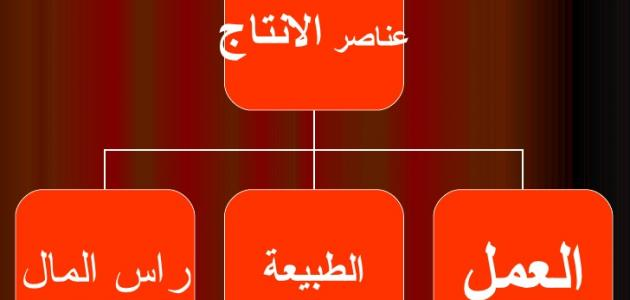 عناصر الانتاج
العمل
الطبيعة
راس المال